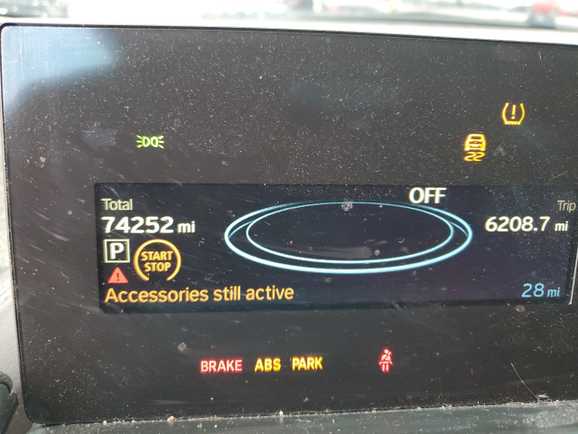 OFF
Total
Trip
74252 mi
6208.7 mi
P
START
STOP
Accessories still active
28 mi
BRAKE ABS PARK